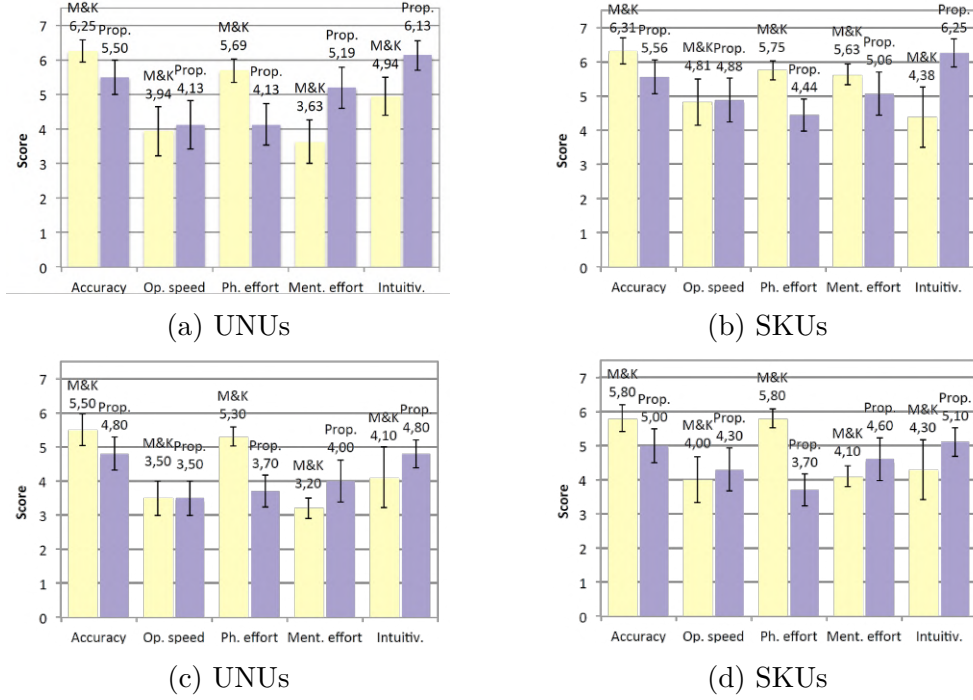 M&K
6,25
Prop.
5,50
M&K
3,94
Prop.
4,13
M&K
5,69
Prop.
4,13
M&K
3,63
Prop.
5,19
M&K
4,94
Prop.
6,13
7
6
5
4
3
2
1
0
Score
Accuracy Op. speed Ph. effort Ment. effort Intuitiv.
(a) UNUs
M&K
6,31
Prop.
5,56
M&K
4,81
Prop.
4,88
M&K
5,75
Prop.
4,44
M&K
5,63
Prop.
5,06
M&K
4,38
Prop.
6,25
7
6
5
4
3
2
1
0
Score
Accuracy Op. speed Ph. effort Ment. effort Intuitiv.
(b) SKUs
M&K
5,50
Prop.
4,80
M&K
3,50
Prop.
3,50
M&K
5,30
Prop.
3,70
M&K
3,20
Prop.
4,00
M&K
4,10
Prop.
4,80
7
6
5
4
3
2
1
0
Score
Accuracy Op. speed Ph. effort Ment. effort Intuitiv.
(c) UNUs
M&K
5,80
Prop.
5,00
M&K
4,00
Prop.
4,30
M&K
5,80
Prop.
3,70
M&K
4,10
Prop.
4,60
M&K
4,30
Prop.
5,10
7
6
5
4
3
2
1
0
Score
Accuracy Op. speed Ph. effort Ment. effort Intuitiv.
(d) SKUs